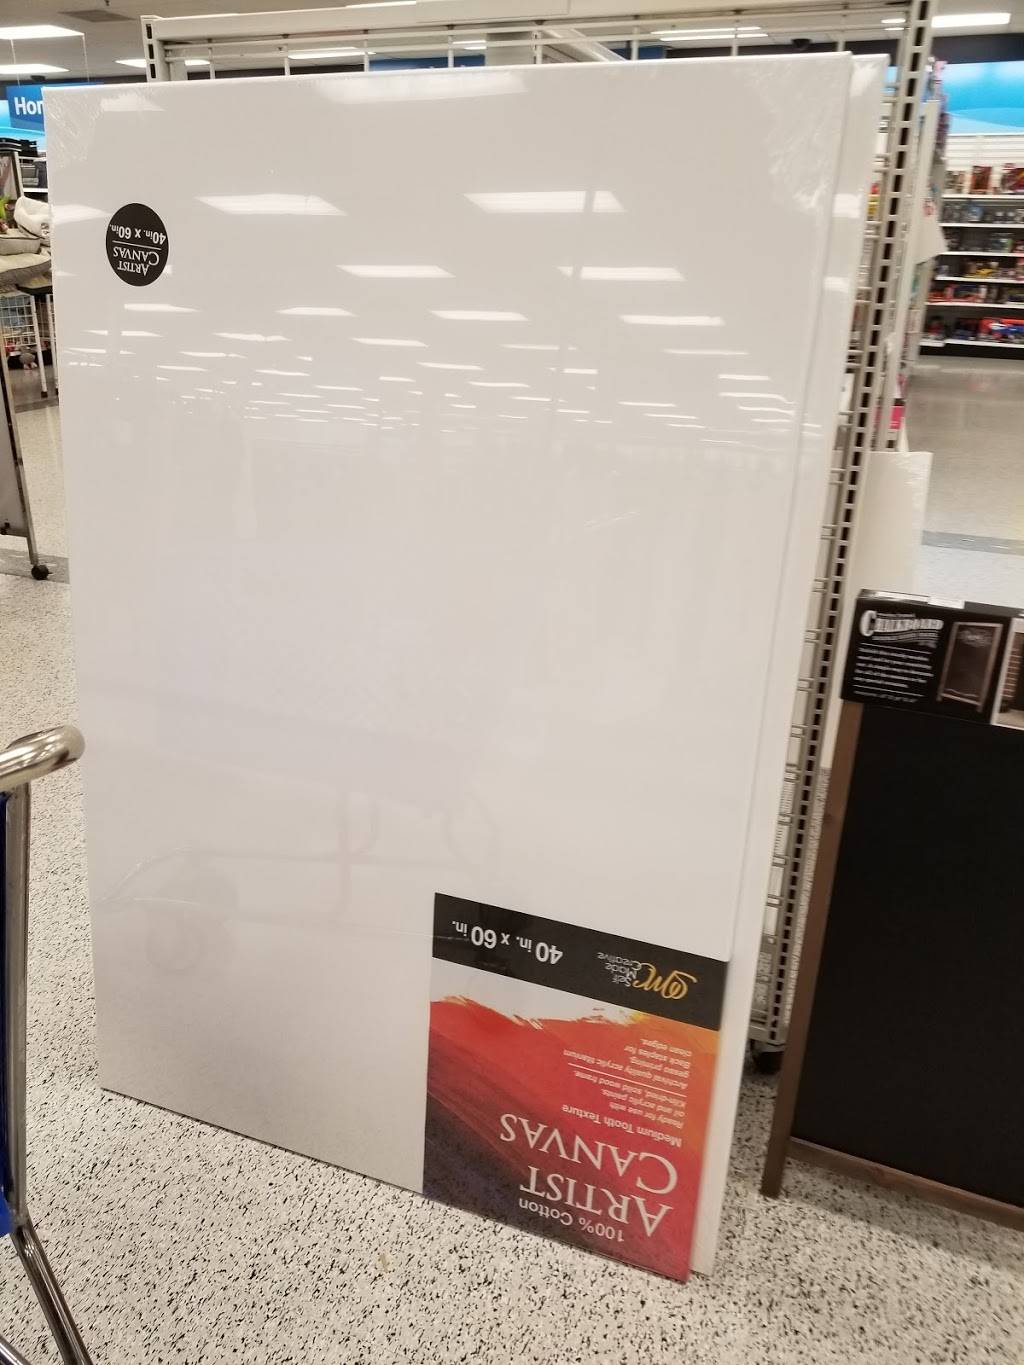 Hor
ARTIST
CANVAS
40in. x 60in.
100% Cotton
ARTIST
CANVAS
Medium Tooth Texture
Ready for use with
oil and acrylic paints.
Kiln-dried, solid wood frame.
Archival quality acrylic titanium
gesso priming.
Back staples for
clean edges.
Self
Made
Creative
40 in. x 60 in.
CHALKBOARD